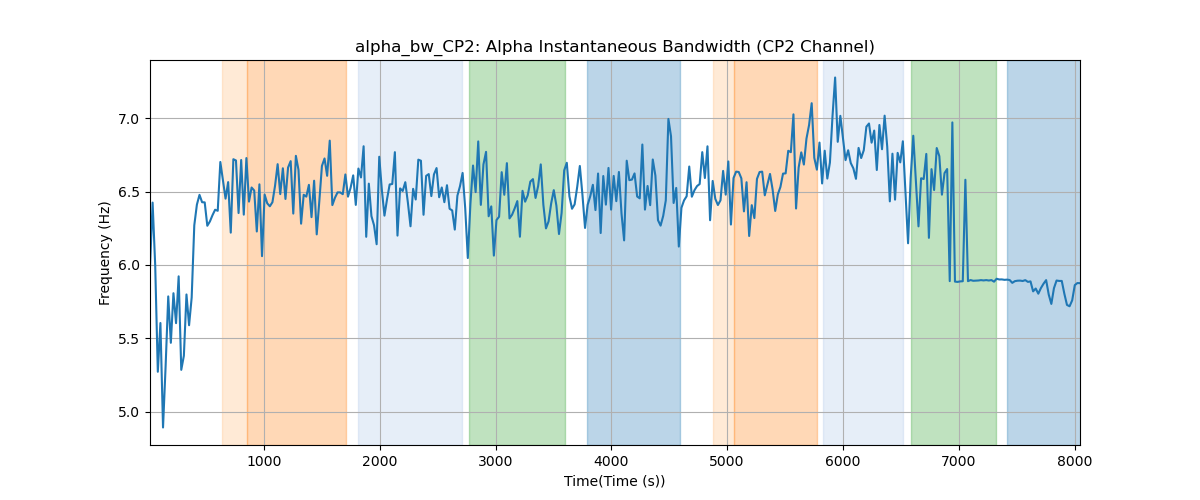 alpha_bw_CP2: Alpha Instantaneous Bandwidth (CP2 Channel)
Frequency (Hz)
7.0
6.5
6.0
5.5
5.0
1000 2000 3000 4000 5000 6000 7000 8000
Time(Time (s))